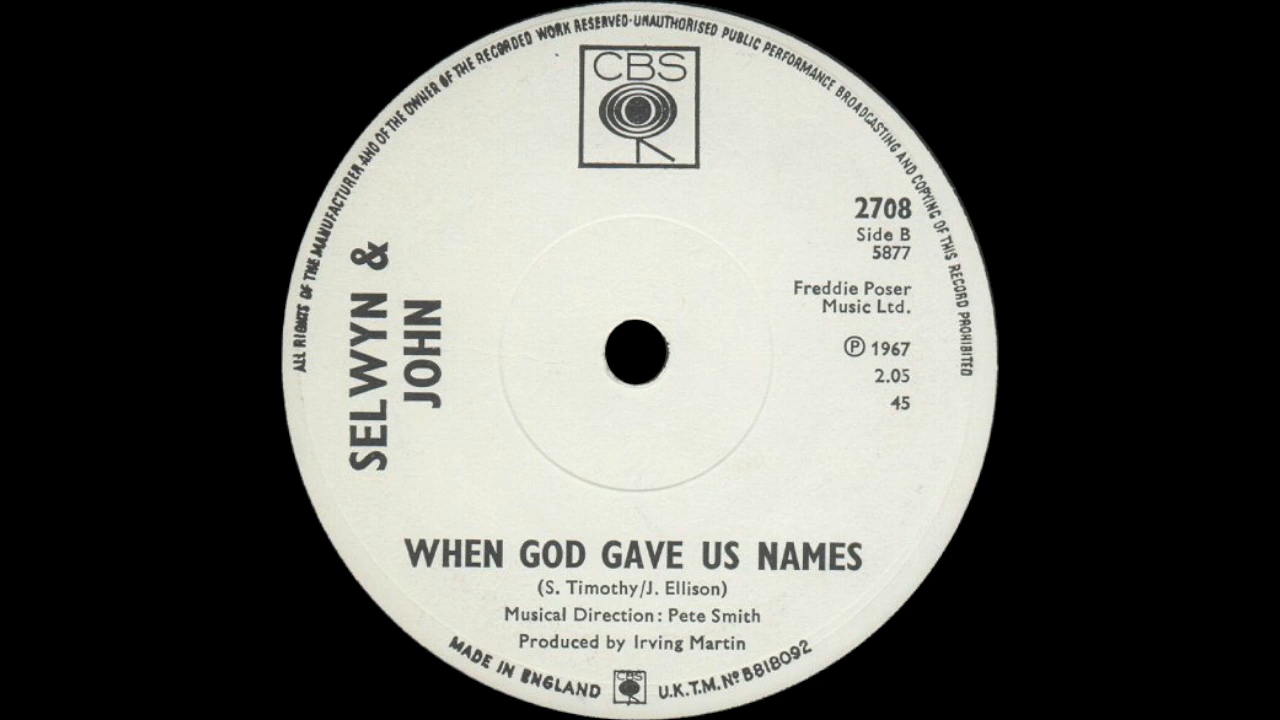 ALL RIGHTS OF THE MANUFACTURER AND OF THE OWNER OF THE RECORDED WORK RESERVED·UNAUTHORISED PUBLIC PERFORMANCE BROADCASTING AND COPYING OF THIS RECORD PROHIBITED
CBS
2708
Side B
5877
Freddie Poser
Music Ltd.
℗ 1967
2.05
45
SELWYN &
JOHN
WHEN GOD GAVE US NAMES
(S. Timothy/J. Ellison)
Musical Direction: Pete Smith
Produced by Irving Martin
MADE IN ENGLAND CBS U.K.T.M. Nº B818092